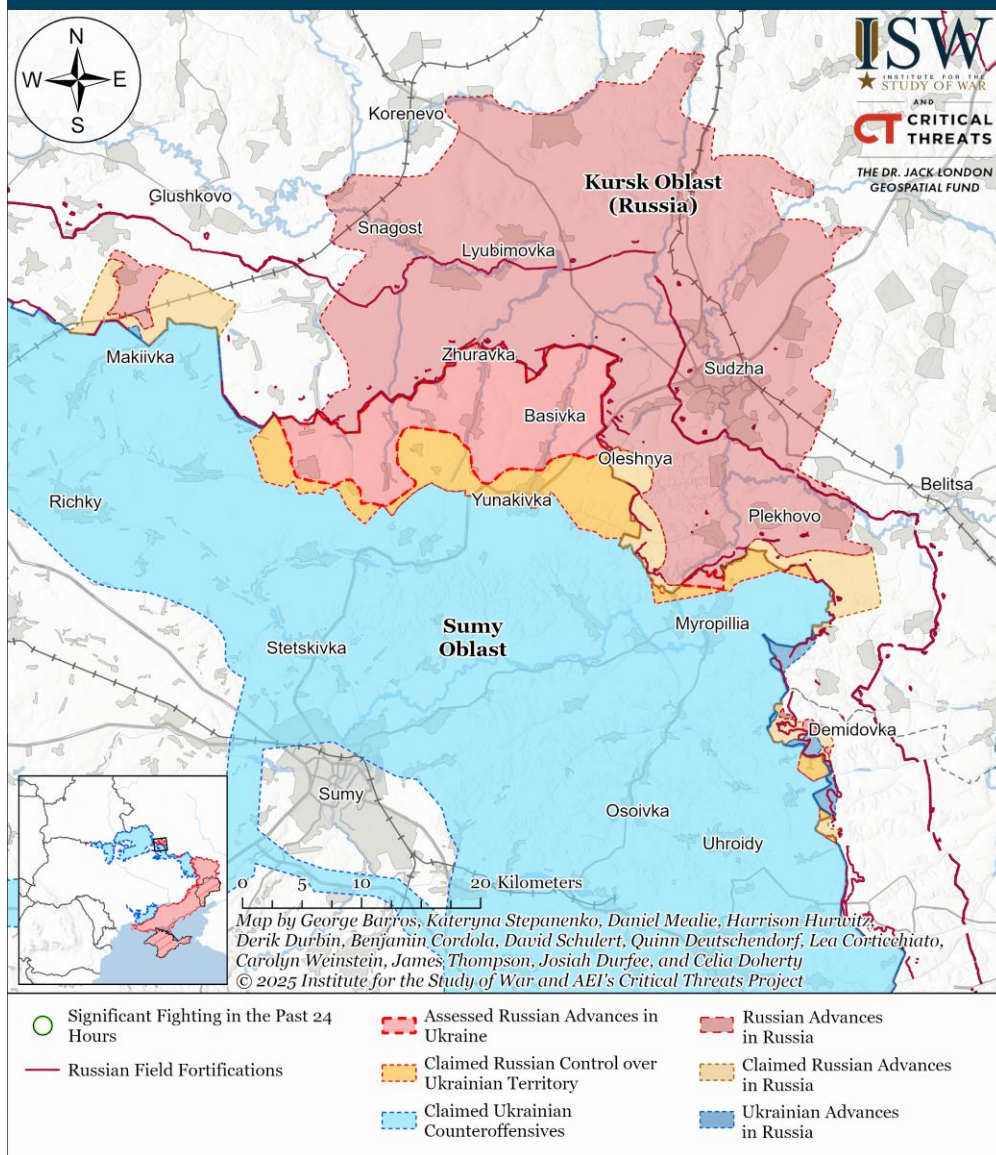 N
W
E
S
ISW
INSTITUTE FOR THE
STUDY OF WAR
AND
CT CRITICAL
THREATS
THE DR. JACK LONDON
GEOSPATIAL FUND
Korenevo
Kursk Oblast
(Russia)
Glushkovo
Snagost
Lyubimovka
Makiivka
Zhuravka
Sudzha
Basivka
Oleshnya
Belitsa
Richky
Yunakivka
Plekhovo
Myropillia
Stetskivka
Sumy
Oblast
Demidovka
Sumy
Osoivka
Uhroidy
0 5 10 20 Kilometers
Map by George Barros, Kateryna Stepanenko, Daniel Mealie, Harrison Hurwitz,
Derik Durbin, Benjamin Cordola, David Schulert, Quinn Deutschendorf, Lea Corticchiato,
Carolyn Weinstein, James Thompson, Josiah Durfee, and Celia Doherty
© 2025 Institute for the Study of War and AEI's Critical Threats Project
Significant Fighting in the Past 24
Hours
Russian Field Fortifications
Assessed Russian Advances in
Ukraine
Claimed Russian Control over
Ukrainian Territory
Claimed Ukrainian
Counteroffensives
Russian Advances
in Russia
Claimed Russian Advances
in Russia
Ukrainian Advances
in Russia